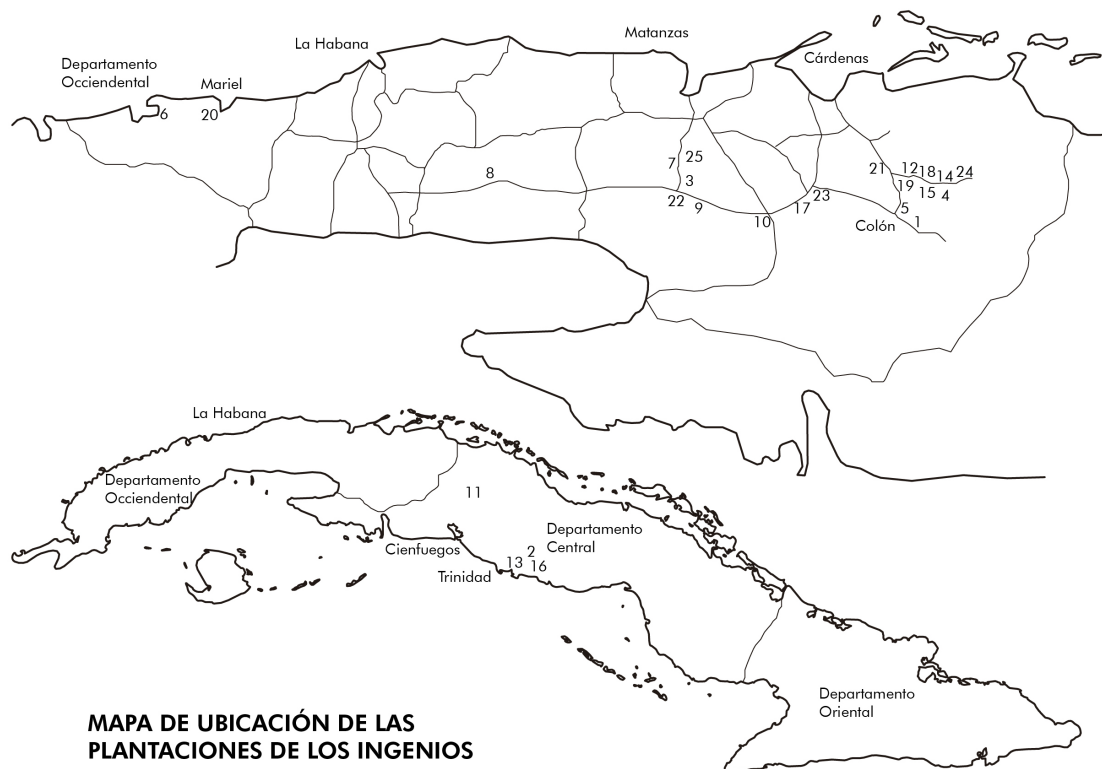 La Habana
Matanzas
Departamento
Occiendental
Mariel
Cárdenas
6
20
8
7
25
3
22
9
10
17
23
21
12
18
14
24
19
15
4
5
1
Colón
La Habana
Departamento
Occiendental
11
Departamento
Central
Cienfuegos
Trinidad
13
2
16
Departamento
Oriental
MAPA DE UBICACIÓN DE LAS
PLANTACIONES DE LOS INGENIOS